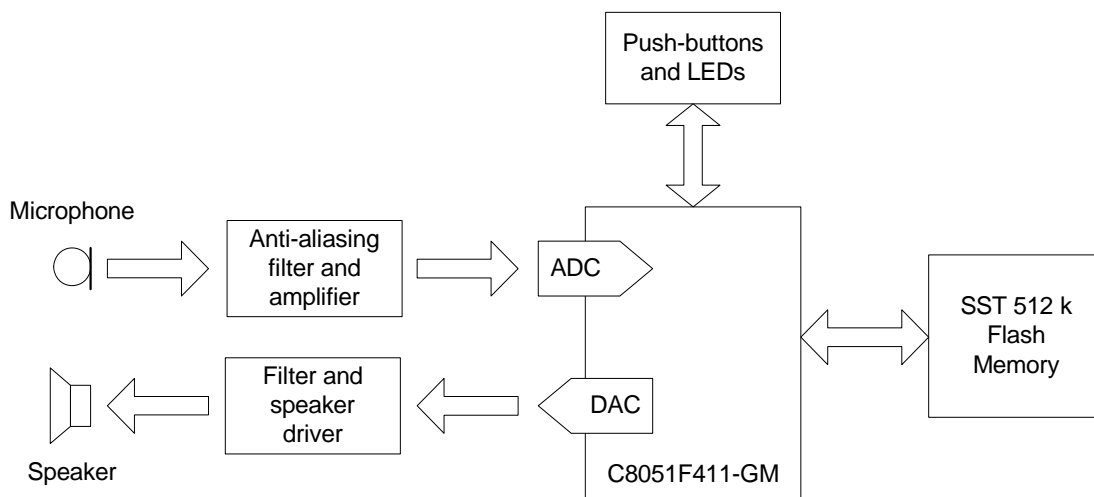 Push-buttons
and LEDs
Microphone
Anti-aliasing
filter and
amplifier
ADC
SST 512 k
Flash
Memory
Filter and
speaker
driver
DAC
Speaker
C8051F411-GM